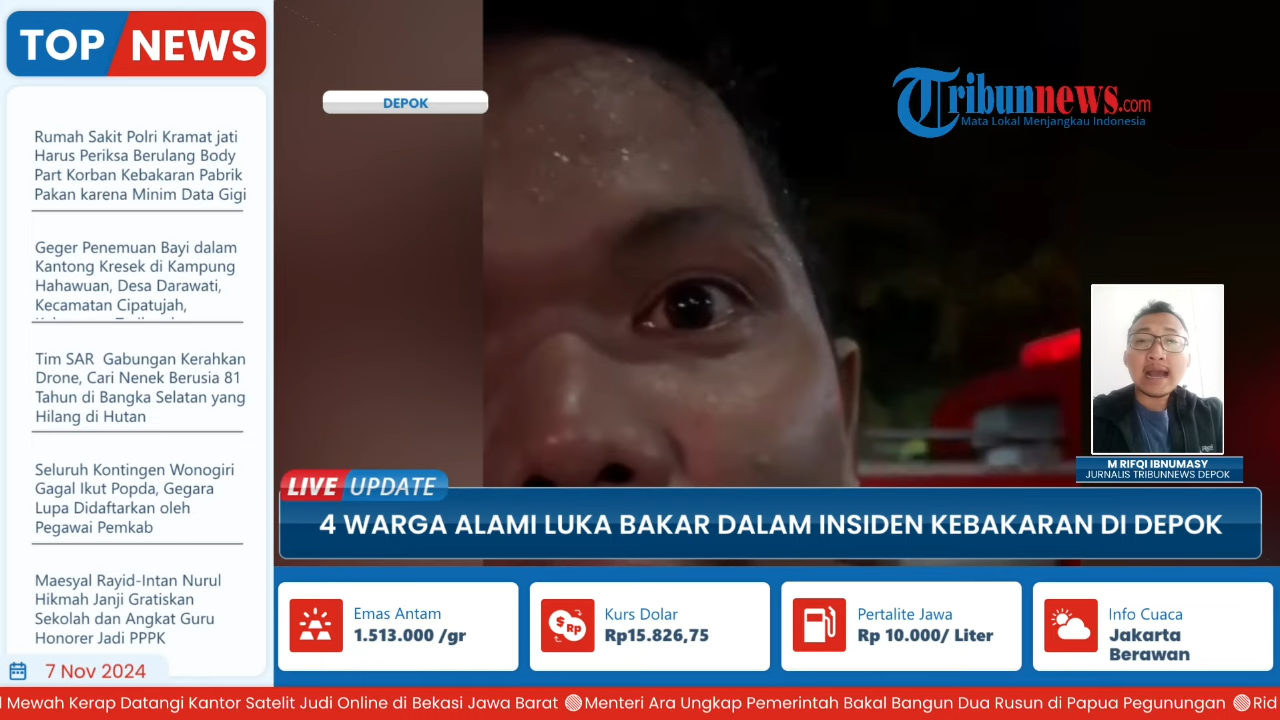 TOP NEWS
Rumah Sakit Polri Kramat jati
Harus Periksa Berulang Body
Part Korban Kebakaran Pabrik
Pakan karena Minim Data Gigi
Geger Penemuan Bayi dalam
Kantong Kresek di Kampung
Hahawuan, Desa Darawati,
Kecamatan Cipatujah,
Tim SAR Gabungan Kerahkan
Drone, Cari Nenek Berusia 81
Tahun di Bangka Selatan yang
Hilang di Hutan
Seluruh Kontingen Wonogiri
Gagal Ikut Popda, Gegara
Lupa Didaftarkan oleh
Pegawai Pemkab
Maesyal Rayid-Intan Nurul
Hikmah Janji Gratiskan
Sekolah dan Angkat Guru
Honorer Jadi PPPK
7 Nov 2024
DEPOK
Tribunnews.com
Mata Lokal Menjangkau Indonesia
M RIFQI IBNUMASY
JURNALIS TRIBUNNEWS DEPOK
LIVE UPDATE
4 WARGA ALAMI LUKA BAKAR DALAM INSIDEN KEBAKARAN DI DEPOK
Emas Antam
1.513.000 /gr
Kurs Dolar
Rp15.826,75
Pertalite Jawa
Rp 10.000/ Liter
Info Cuaca
Jakarta
Berawan
Mewah Kerap Datangi Kantor Satelit Judi Online di Bekasi Jawa Barat Menteri Ara Ungkap Pemerintah Bakal Bangun Dua Rusun di Papua Pegunungan Rid